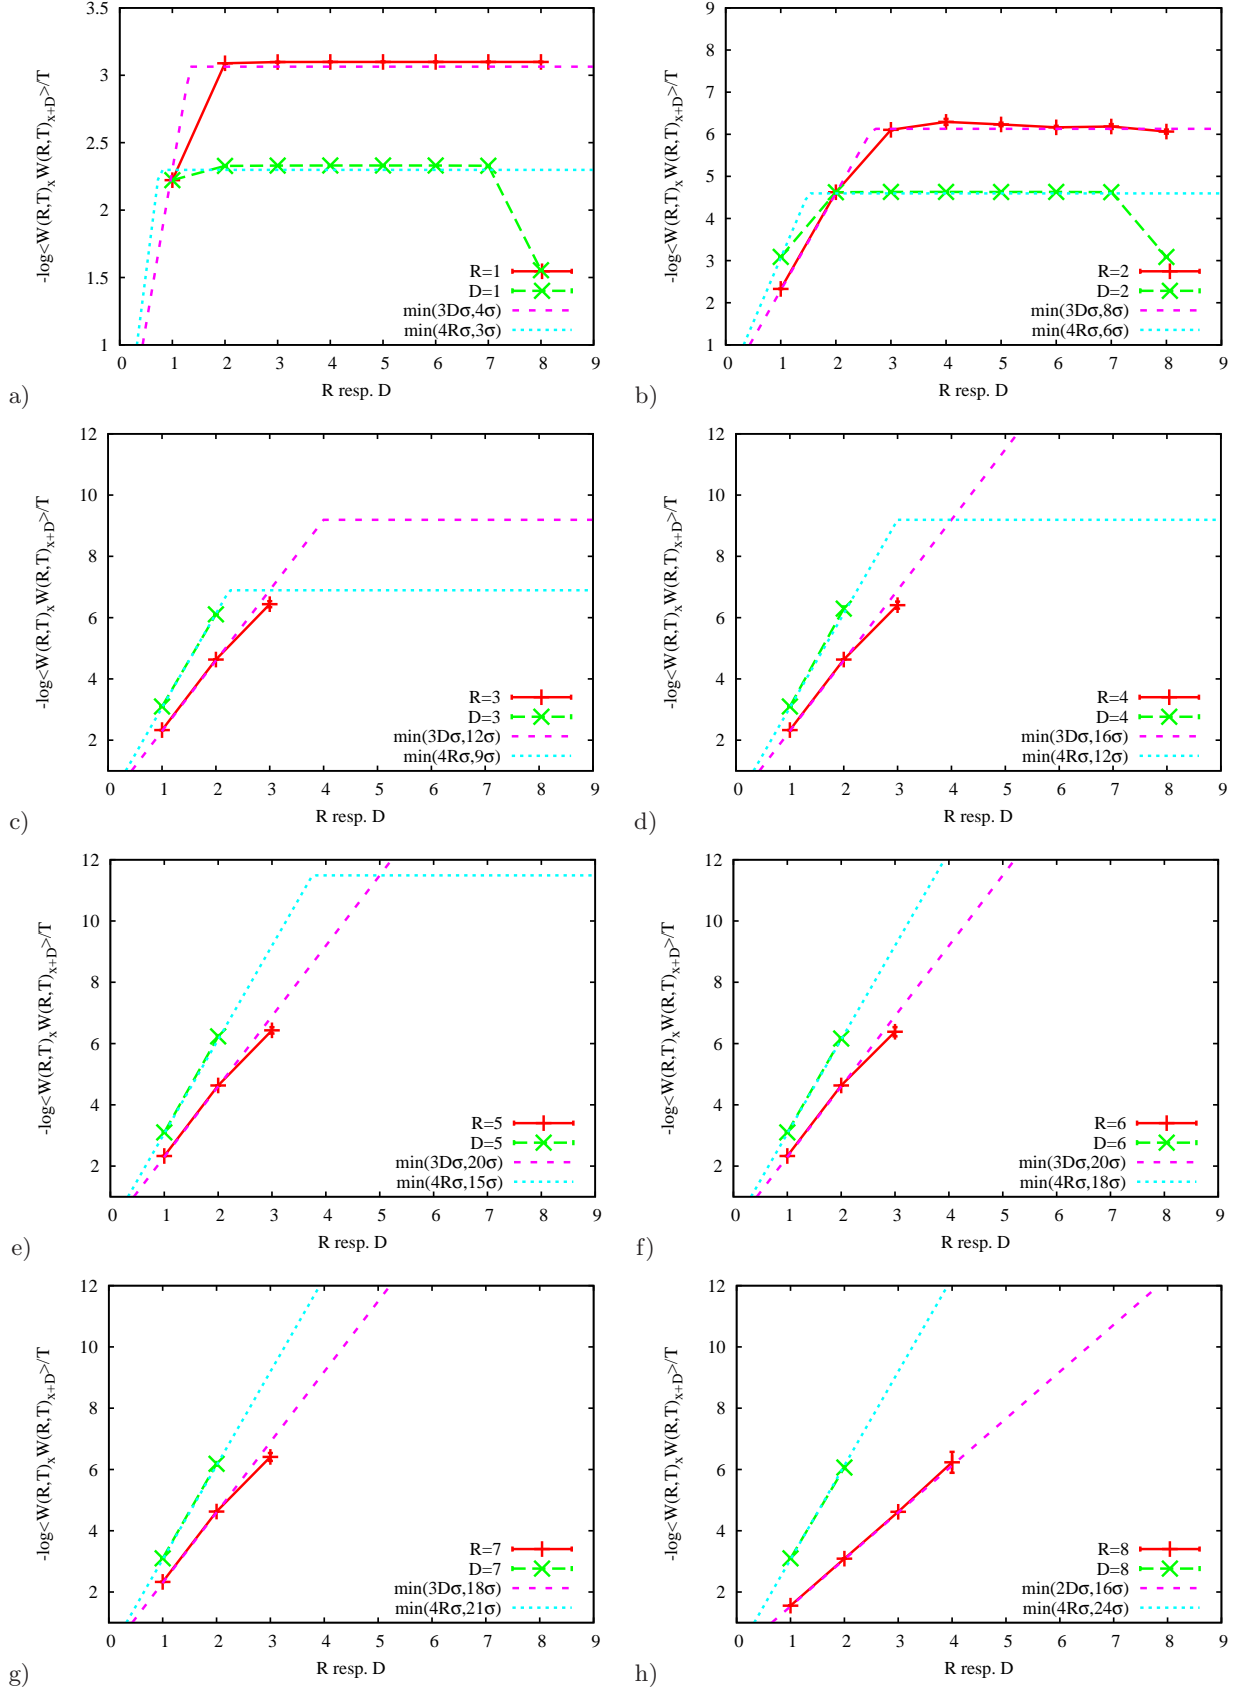 3.5
3
2.5
2
1.5
1
0 1 2 3 4 5 6 7 8 9
-log<W(R,T)ₓW(R,T)ₓ₊D>/T
R resp. D
R=1
D=1
min(3Dσ,4σ)
min(4Rσ,3σ)
a)
9
8
7
6
5
4
3
2
1
0 1 2 3 4 5 6 7 8 9
-log<W(R,T)ₓW(R,T)ₓ₊D>/T
R resp. D
R=2
D=2
min(3Dσ,8σ)
min(4Rσ,6σ)
b)
12
10
8
6
4
2
0 1 2 3 4 5 6 7 8 9
-log<W(R,T)ₓW(R,T)ₓ₊D>/T
R resp. D
R=3
D=3
min(3Dσ,12σ)
min(4Rσ,9σ)
c)
12
10
8
6
4
2
0 1 2 3 4 5 6 7 8 9
-log<W(R,T)ₓW(R,T)ₓ₊D>/T
R resp. D
R=4
D=4
min(3Dσ,16σ)
min(4Rσ,12σ)
d)
12
10
8
6
4
2
0 1 2 3 4 5 6 7 8 9
-log<W(R,T)ₓW(R,T)ₓ₊D>/T
R resp. D
R=5
D=5
min(3Dσ,20σ)
min(4Rσ,15σ)
e)
12
10
8
6
4
2
0 1 2 3 4 5 6 7 8 9
-log<W(R,T)ₓW(R,T)ₓ₊D>/T
R resp. D
R=6
D=6
min(3Dσ,20σ)
min(4Rσ,18σ)
f)
12
10
8
6
4
2
0 1 2 3 4 5 6 7 8 9
-log<W(R,T)ₓW(R,T)ₓ₊D>/T
R resp. D
R=7
D=7
min(3Dσ,18σ)
min(4Rσ,21σ)
g)
12
10
8
6
4
2
0 1 2 3 4 5 6 7 8 9
-log<W(R,T)ₓW(R,T)ₓ₊D>/T
R resp. D
R=8
D=8
min(2Dσ,16σ)
min(4Rσ,24σ)
h)